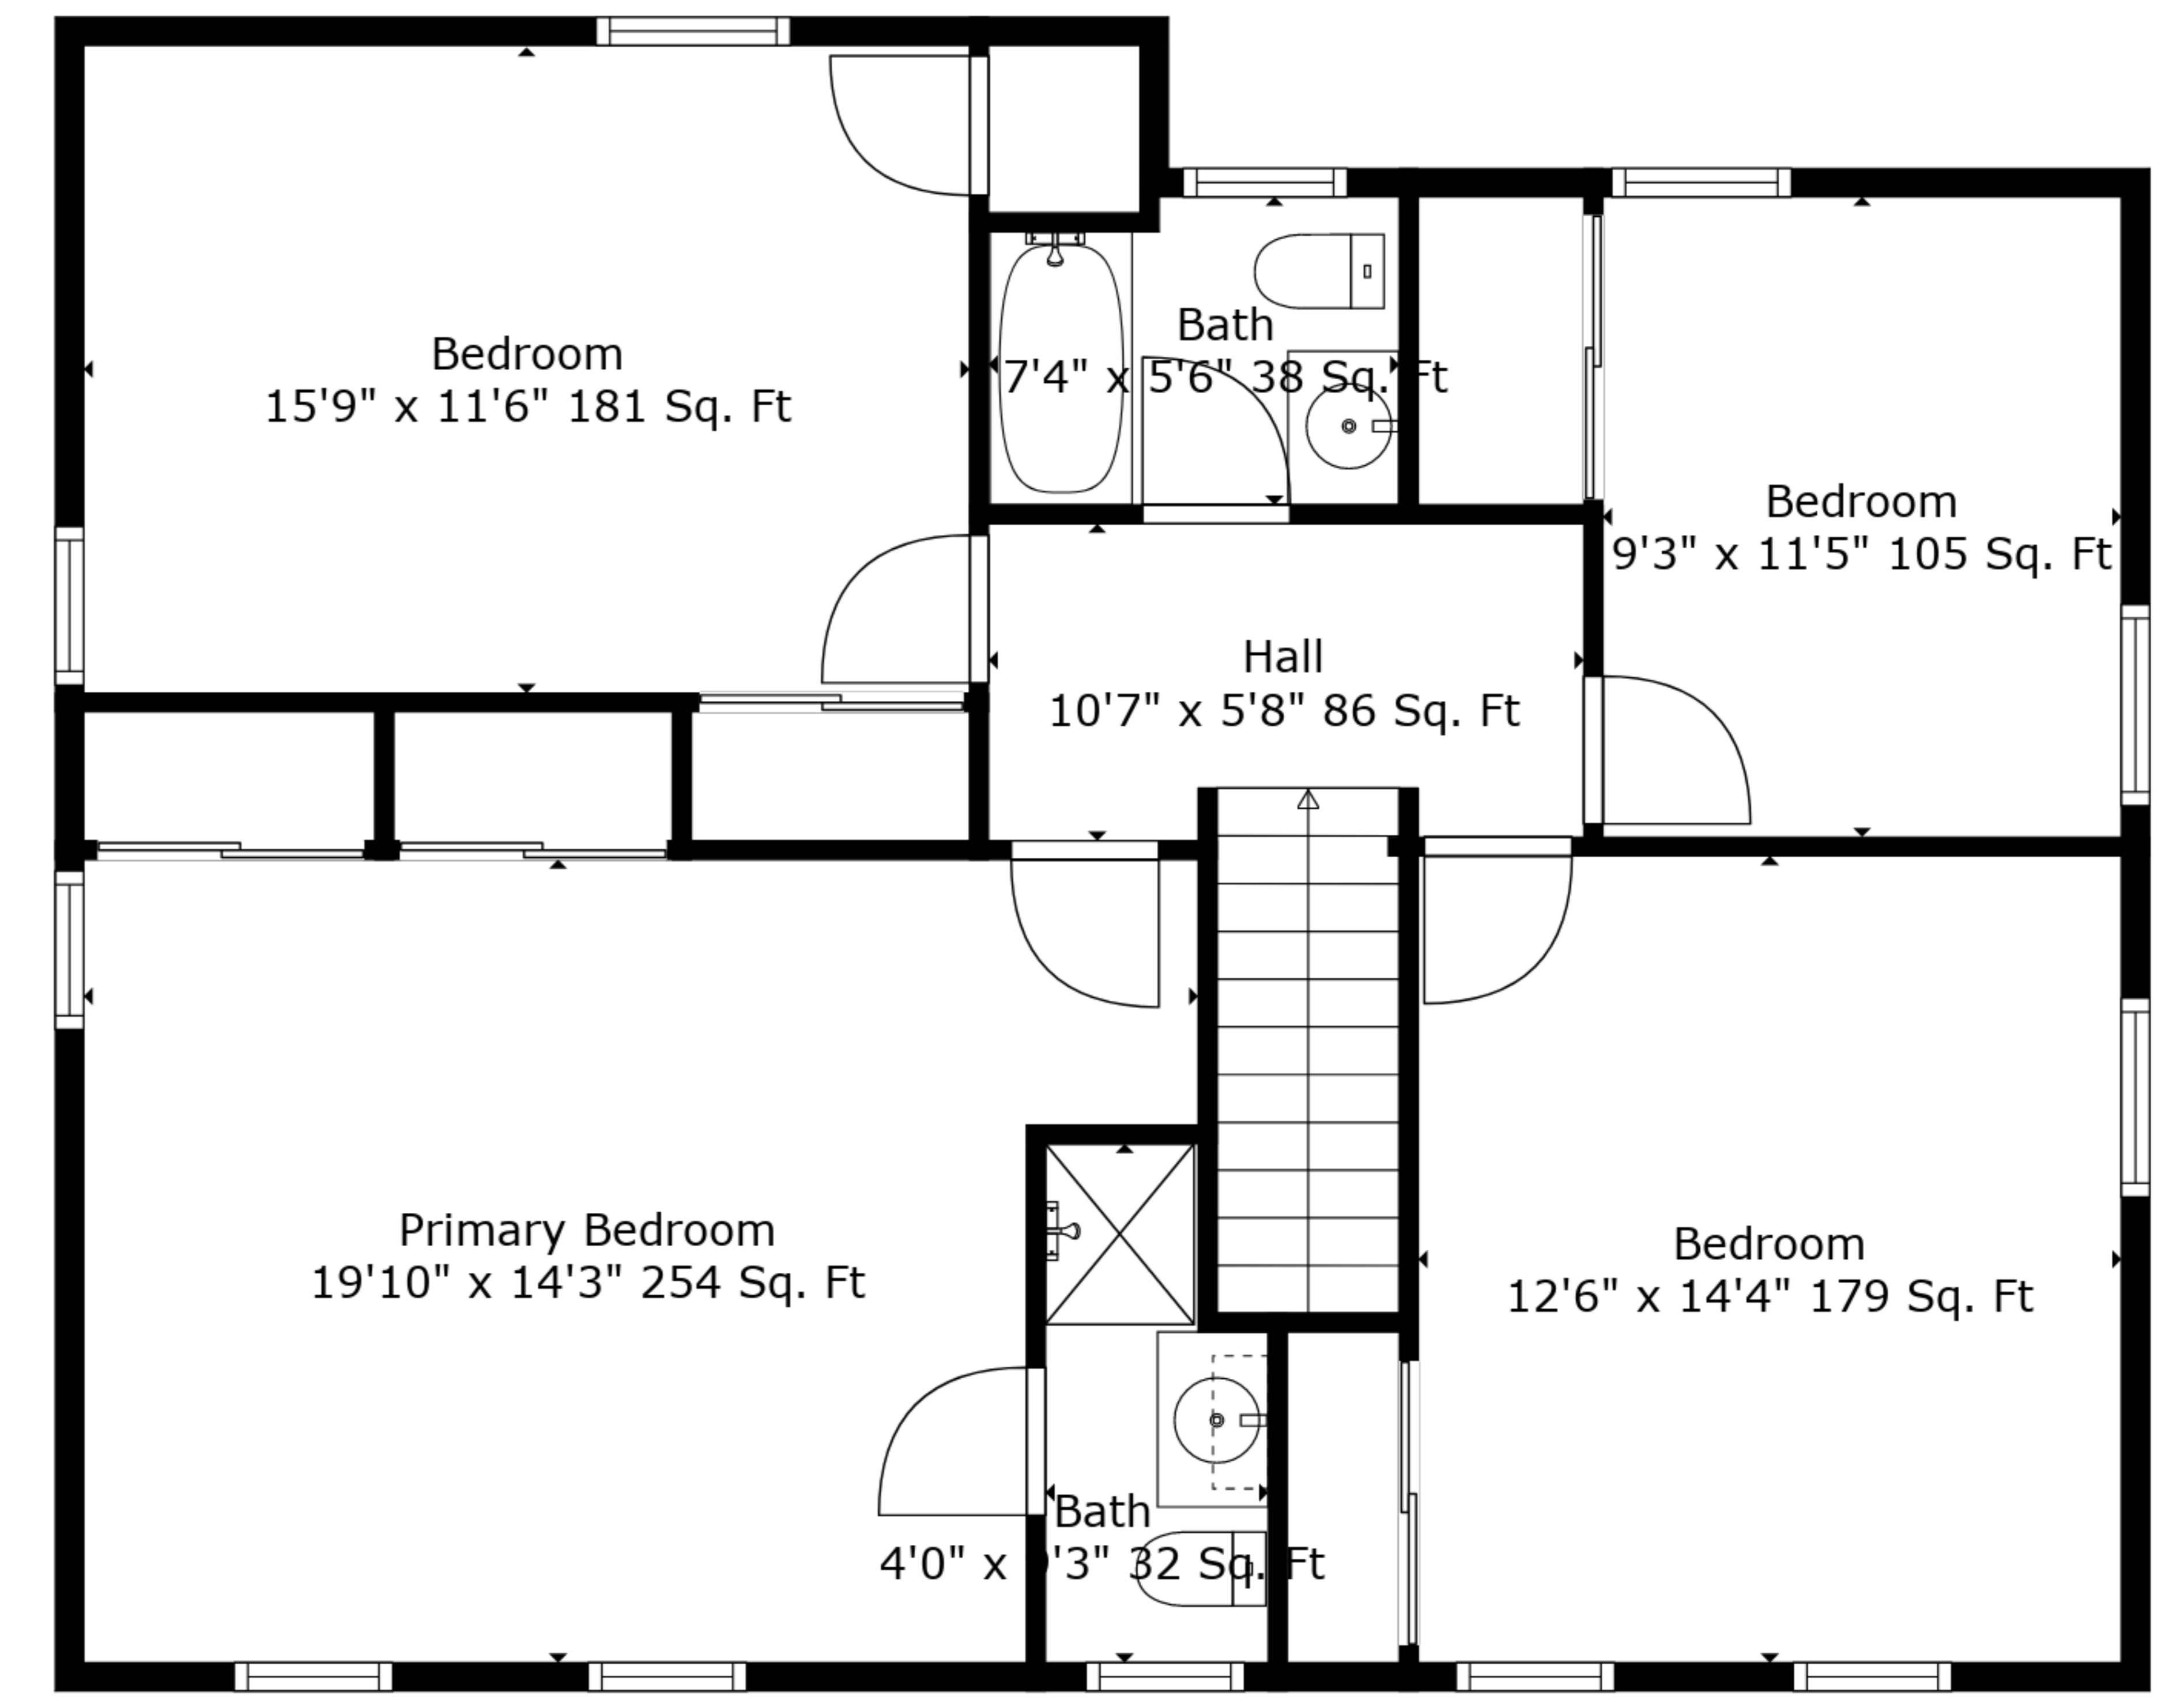 Bath
7'4" x 5'6" 38 Sq. Ft
Bedroom
15'9" x 11'6" 181 Sq. Ft
Bedroom
9'3" x 11'5" 105 Sq. Ft
Hall
10'7" x 5'8" 86 Sq. Ft
Primary Bedroom
19'10" x 14'3" 254 Sq. Ft
Bedroom
12'6" x 14'4" 179 Sq. Ft
Bath
4'0" x 32 Sq. Ft